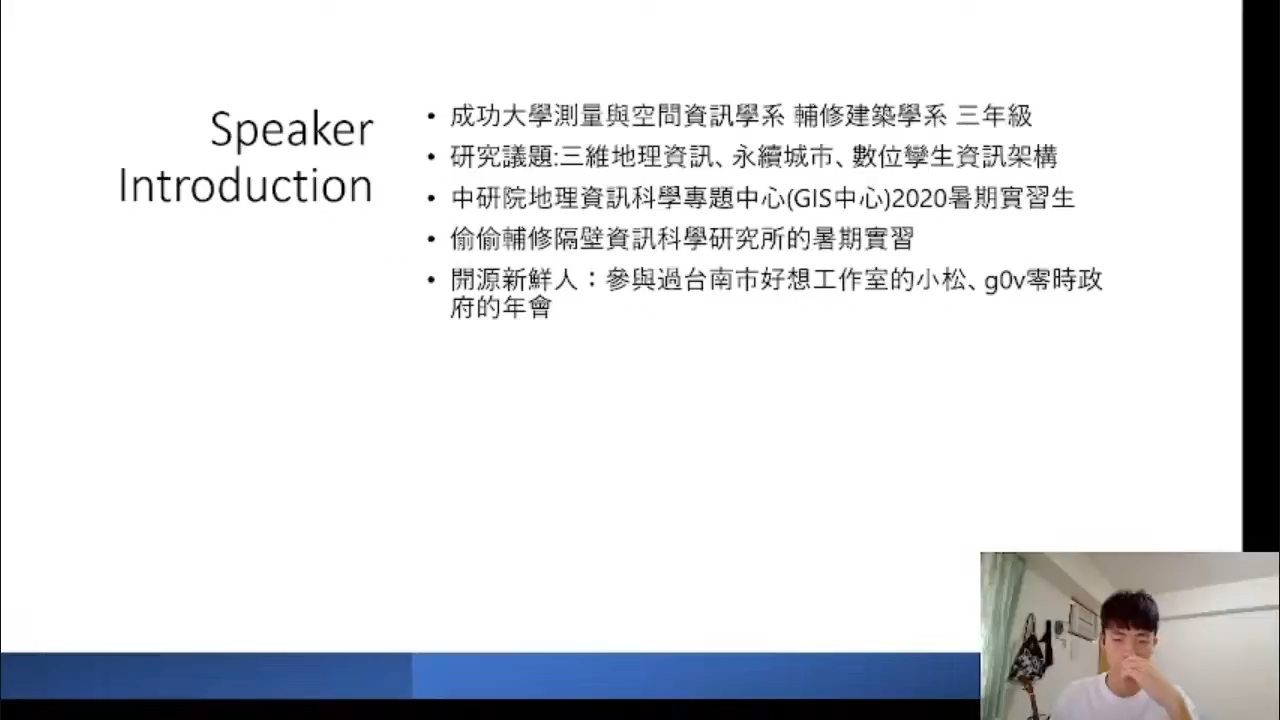 Speaker
Introduction
• 成功大學測量與空間資訊學系 輔修建築學系 三年級
• 研究議題:三維地理資訊、永續城市、數位孿生資訊架構
• 中研院地理資訊科學專題中心(GIS中心)2020暑期實習生
• 偷偷輔修隔壁資訊科學研究所的暑期實習
• 開源新鮮人：參與過台南市好想工作室的小松、g0v零時政
府的年會